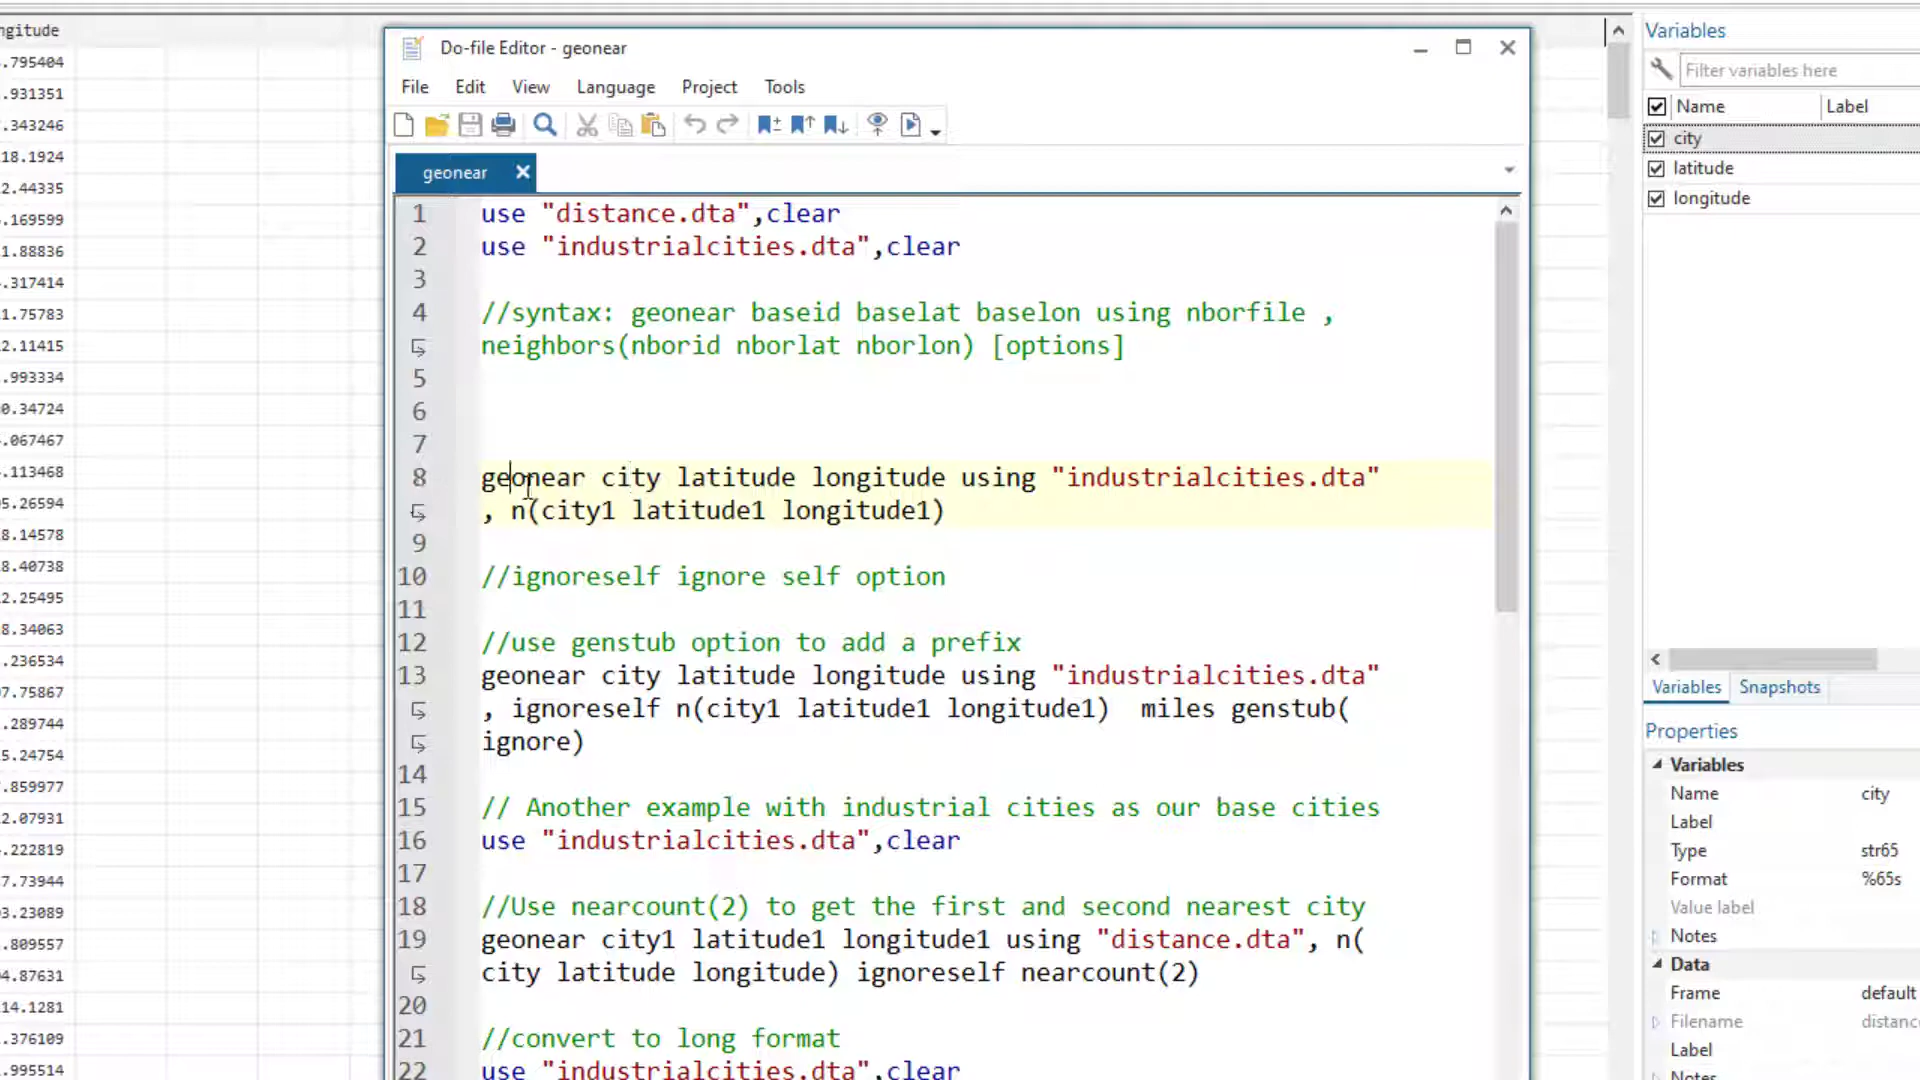 ngitude
.795404
.931351
.343246
18.1924
2.44335
.169599
1.88836
.317414
1.75783
2.11415
.993334
0.34724
.067467
.113468
5.26594
8.14578
8.40738
2.25495
8.34063
.236534
7.75867
.289744
5.24754
.859977
2.07931
.222819
7.73944
3.23089
.809557
4.87631
14.1281
.376109
.995514
Do-file Editor - geonear
File Edit View Language Project Tools
geonear
1 use "distance.dta",clear
2 use "industrialcities.dta",clear
3
4 //syntax: geonear baseid baselat baselon using nborfile ,
neighbors(nborid nborlat nborlon) [options]
5
6
7
8 geonear city latitude longitude using "industrialcities.dta"
, n(city1 latitude1 longitude1)
9
10 //ignoreself ignore self option
11
12 //use genstub option to add a prefix
13 geonear city latitude longitude using "industrialcities.dta"
, ignoreself n(city1 latitude1 longitude1)  miles genstub(
ignore)
14
15 // Another example with industrial cities as our base cities
16 use "industrialcities.dta",clear
17
18 //Use nearcount(2) to get the first and second nearest city
19 geonear city1 latitude1 longitude1 using "distance.dta", n(
city latitude longitude) ignoreself nearcount(2)
20
21 //convert to long format
22 use "industrialcities.dta",clear
Variables
Filter variables here
Name Label
city
latitude
longitude
Variables Snapshots
Properties
Variables
Name city
Label
Type str65
Format %65s
Value label
Notes
Data
Frame default
Filename distanc
Label
Notes